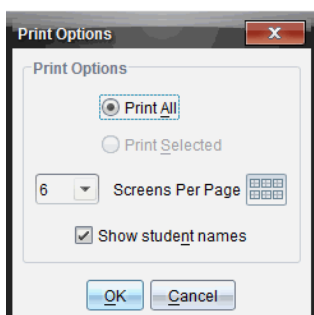 Print Options
Print Options
Print All
Print Selected
6 Screens Per Page
Show student names
OK Cancel